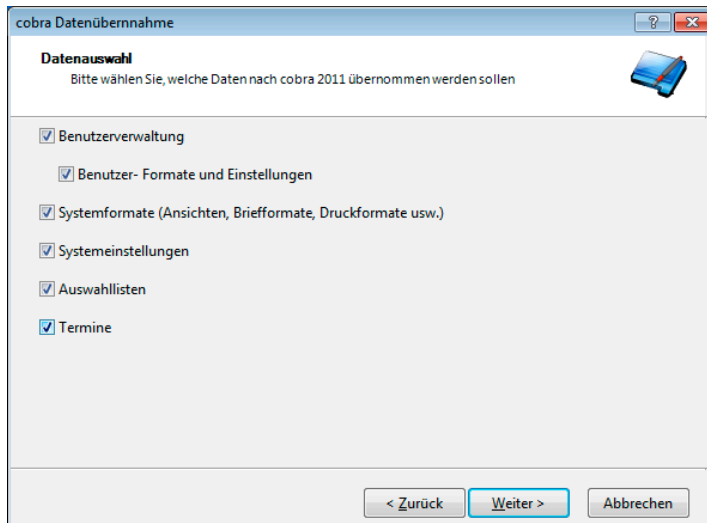 cobra Datenübernnahme
Datenauswahl
Bitte wählen Sie, welche Daten nach cobra 2011 übernommen werden sollen
Benutzerverwaltung
Benutzer- Formate und Einstellungen
Systemformate (Ansichten, Briefformate, Druckformate usw.)
Systemeinstellungen
Auswahllisten
Termine
< Zurück Weiter > Abbrechen